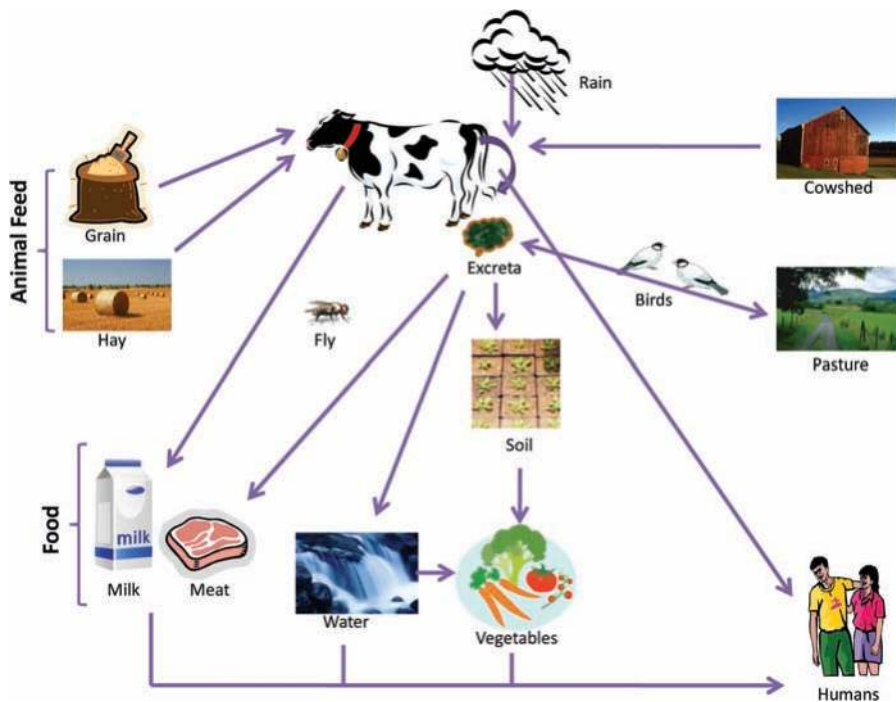 Rain
Cowshed
Animal Feed
Grain
Excreta
Birds
Hay
Fly
Pasture
Soil
Food
milk
Milk
Meat
Water
Vegetables
Humans